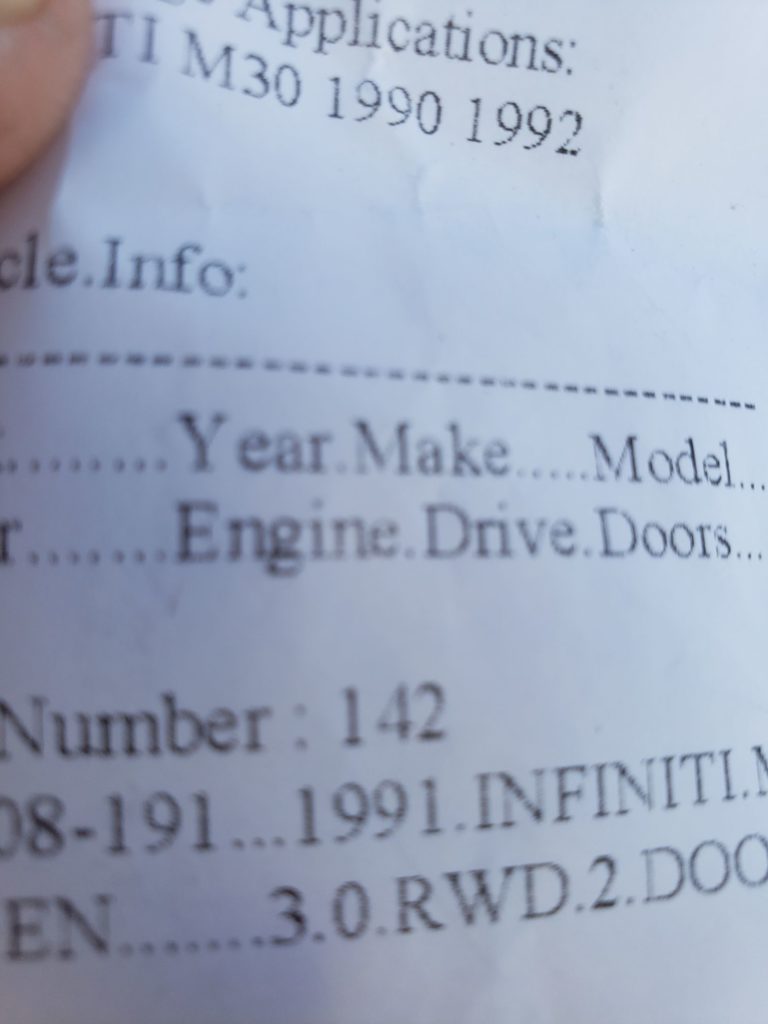 Applications:
TI M30 1990 1992
cle.Info:
--------------------------------------------
.........Year.Make.....Model...
r.......Engine.Drive.Doors...
Number : 142
08-191...1991.INFINITI.M
EN.......3.0.RWD.2.DOO